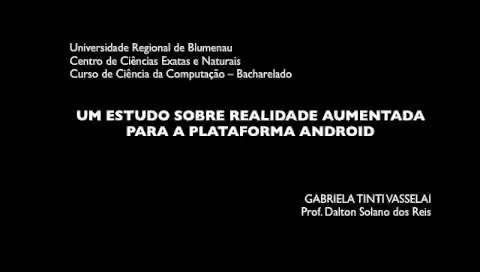 Universidade Regional de Blumenau
Centro de Ciências Exatas e Naturais
Curso de Ciência da Computação – Bacharelado
UM ESTUDO SOBRE REALIDADE AUMENTADA
PARA A PLATAFORMA ANDROID
GABRIELA TINTI VASSELAI
Prof. Dalton Solano dos Reis